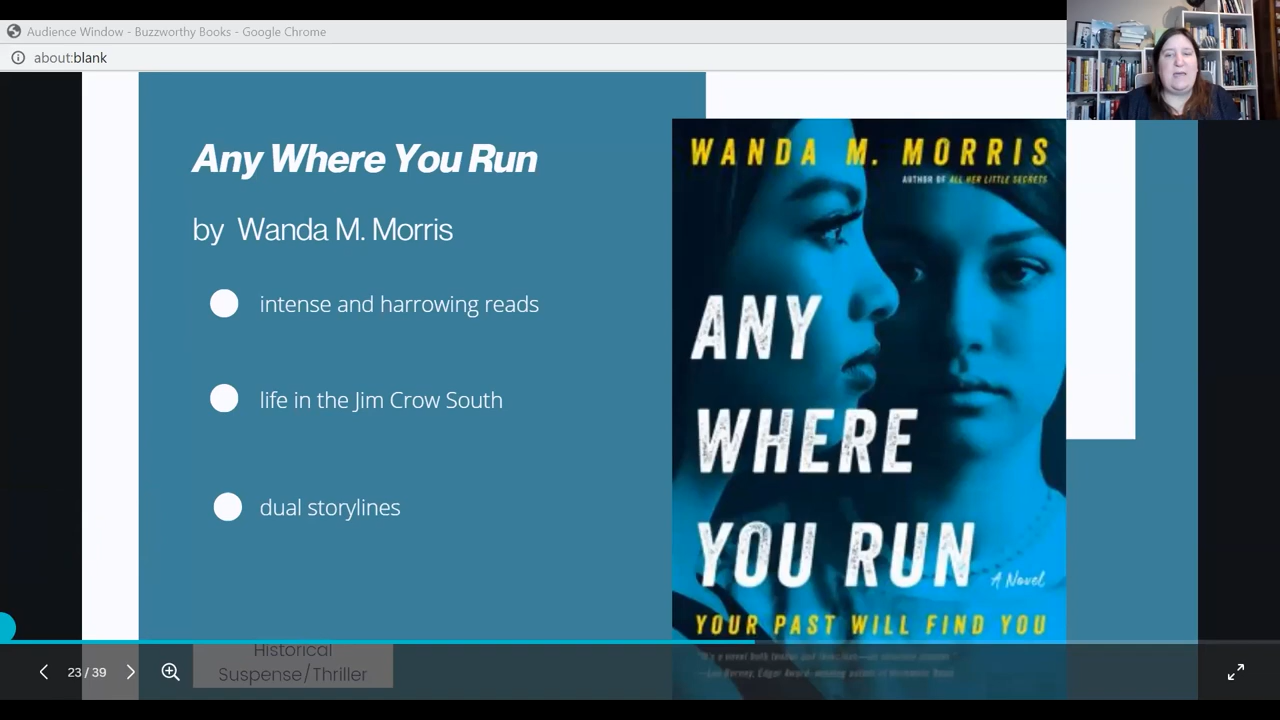 Audience Window - Buzzworthy Books - Google Chrome
about:blank
Any Where You Run
by Wanda M. Morris
intense and harrowing reads
life in the Jim Crow South
dual storylines
WANDA M. MORRIS
AUTHOR OF ALL HER LITTLE SECRETS
ANY
WHERE
YOU RUN
A Novel
YOUR PAST WILL FIND YOU
Historical
Suspense/Thriller
23 / 39